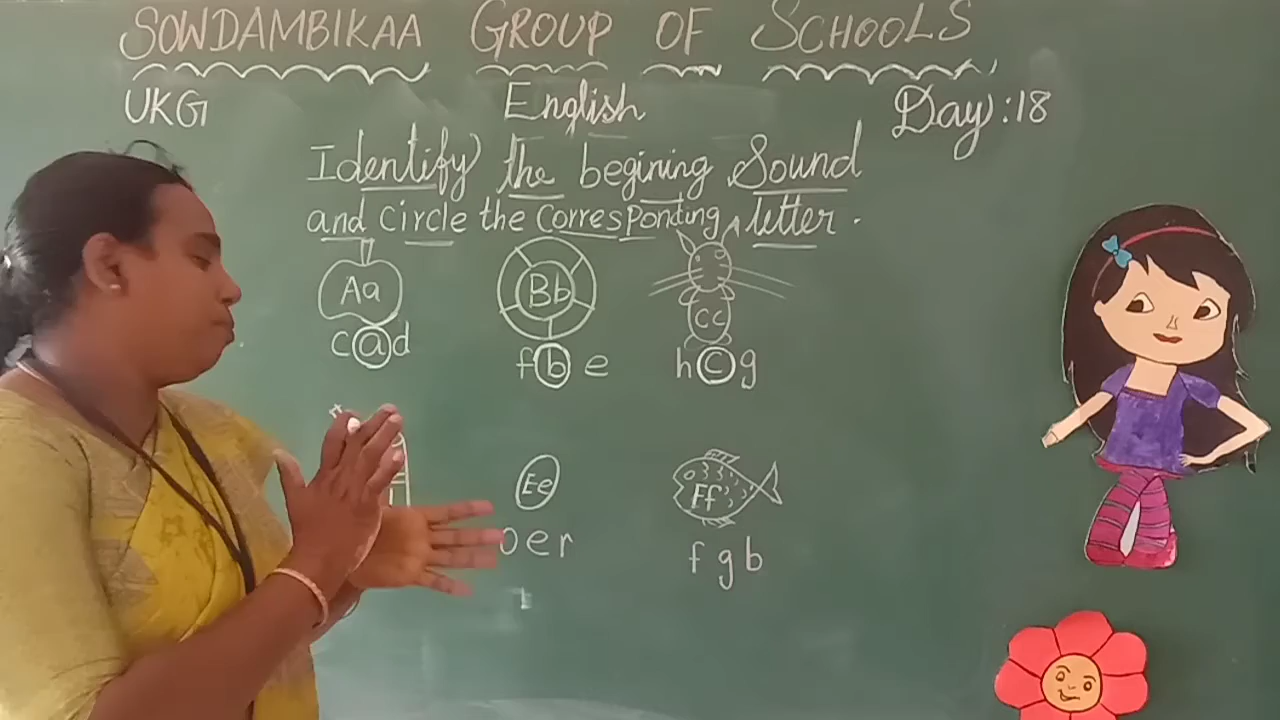 SOWDAMBIKAA GROUP OF SCHOOLS
UKG English Day:18
Identify the begining Sound
and circle the Corresponding letter.
Aa Bb Cc
c a d f b e h c g
Ee Ff
o e r f g b